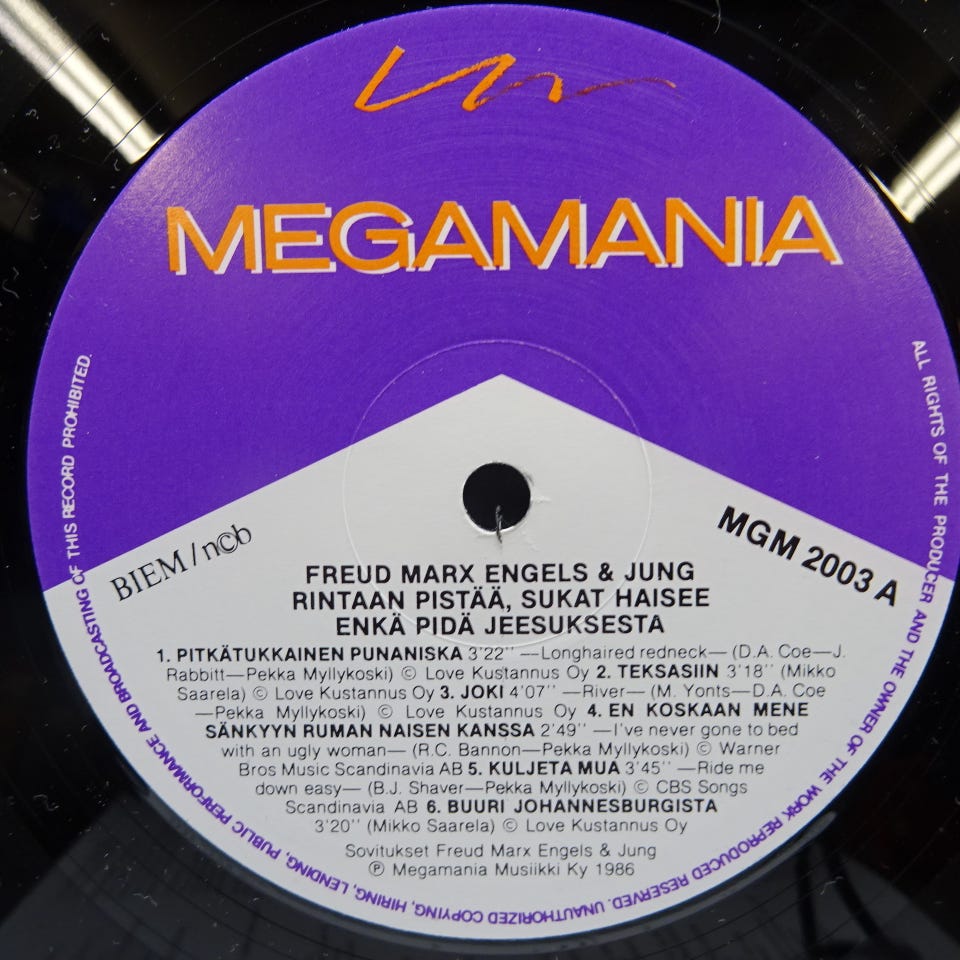 MEGAMANIA
BIEM / n©b
MGM 2003 A
FREUD MARX ENGELS & JUNG
RINTAAN PISTÄÄ, SUKAT HAISEE
ENKÄ PIDÄ JEESUKSESTA
1. PITKÄTUKKAINEN PUNANISKA 3'22'' —Longhaired redneck— (D.A. Coe—J.
Rabbitt—Pekka Myllykoski) © Love Kustannus Oy 2. TEKSASIIN 3'18'' (Mikko
Saarela) © Love Kustannus Oy 3. JOKI 4'07'' —River— (M. Yonts—D.A. Coe
—Pekka Myllykoski) © Love Kustannus Oy 4. EN KOSKAAN MENE
SÄNKYYN RUMAN NAISEN KANSSA 2'49'' —I've never gone to bed
with an ugly woman— (R.C. Bannon—Pekka Myllykoski) © Warner
Bros Music Scandinavia AB 5. KULJETA MUA 3'45'' —Ride me
down easy— (B.J. Shaver—Pekka Myllykoski) © CBS Songs
Scandinavia AB 6. BUURI JOHANNESBURGISTA
3'20'' (Mikko Saarela) © Love Kustannus Oy
Sovitukset Freud Marx Engels & Jung
℗ Megamania Musiikki Ky 1986
ALL RIGHTS OF THE PRODUCER AND THE OWNER OF THE WORK REPRODUCED RESERVED. UNAUTHORIZED COPYING, HIRING, LENDING, PUBLIC PERFORMANCE AND BROADCASTING OF THIS RECORD PROHIBITED.